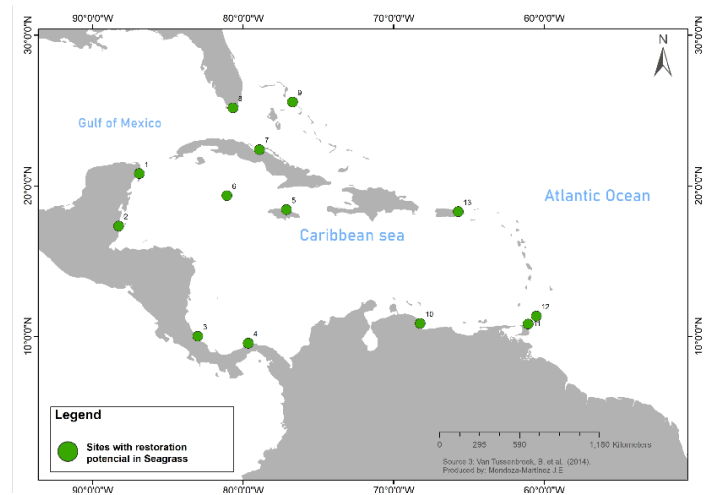 90°0'0"W 80°0'0"W 70°0'0"W 60°0'0"W
30°0'0"N 30°0'0"N
N
8
9
Gulf of Mexico
7
1
20°0'0"N 20°0'0"N
6
5
13
Atlantic Ocean
2
Caribbean sea
12
10
11
3
4
10°0'0"N 10°0'0"N
Legend
Sites with restoration
potencial in Seagrass
0 295 590 1,180 Kilometers
Source 3: Van Tussenbroek, B. et al. (2014).
Produced by: Mendoza-Martínez J.E
90°0'0"W 80°0'0"W 70°0'0"W 60°0'0"W